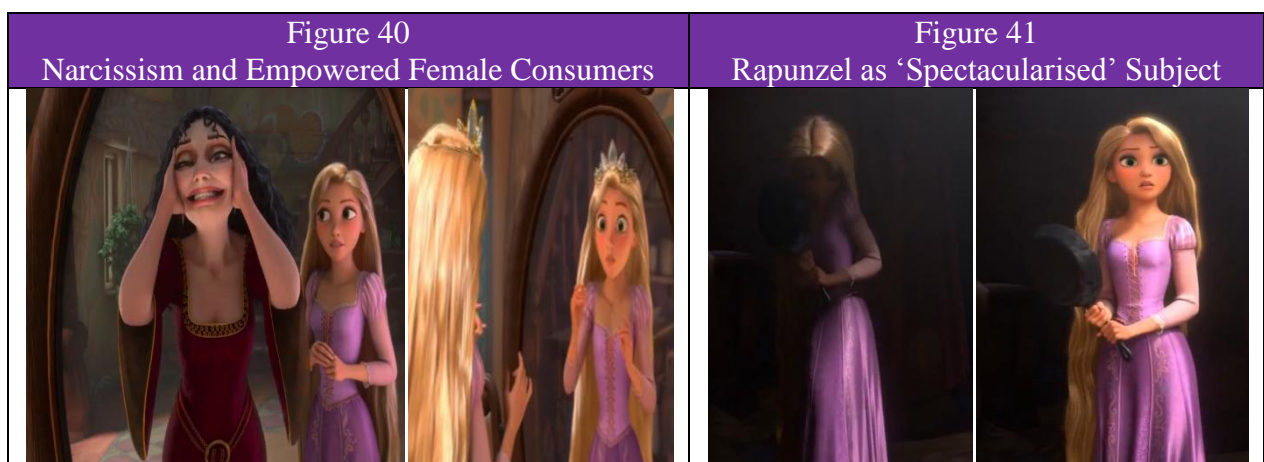 Figure 40
Narcissism and Empowered Female Consumers
Figure 41
Rapunzel as ‘Spectacularised’ Subject